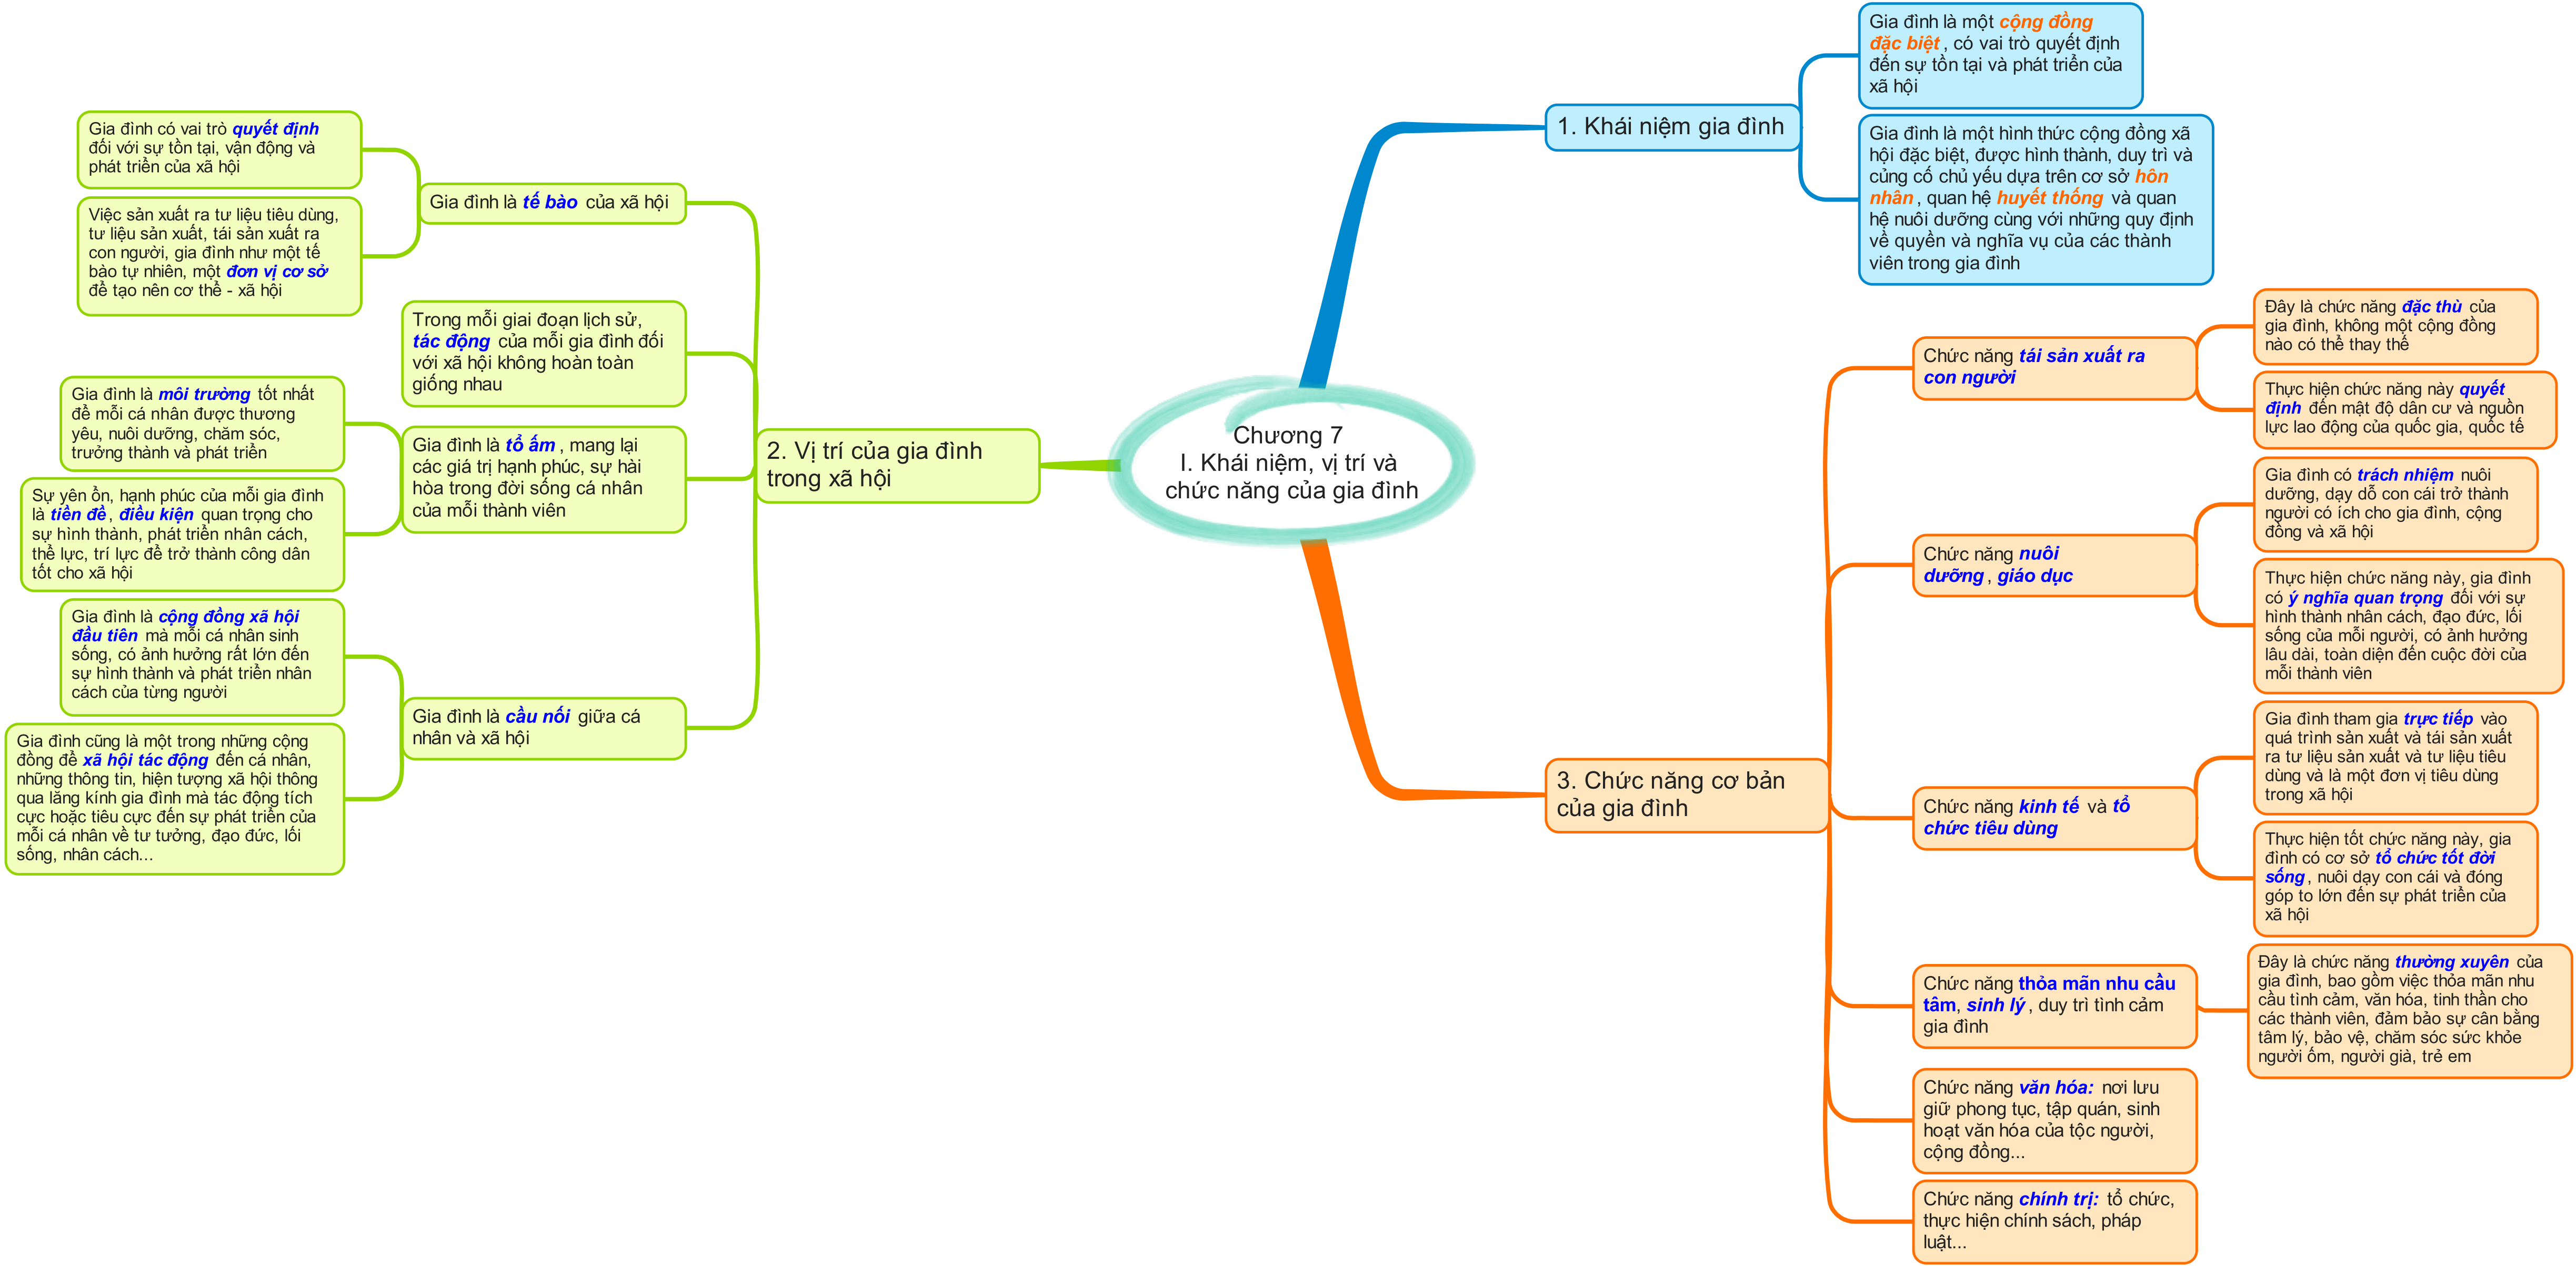 Chương 7
I. Khái niệm, vị trí và
chức năng của gia đình
1. Khái niệm gia đình
Gia đình là một cộng đồng
đặc biệt, có vai trò quyết định
đến sự tồn tại và phát triển của
xã hội
Gia đình là một hình thức cộng đồng xã
hội đặc biệt, được hình thành, duy trì và
củng cố chủ yếu dựa trên cơ sở hôn
nhân, quan hệ huyết thống và quan
hệ nuôi dưỡng cùng với những quy định
về quyền và nghĩa vụ của các thành
viên trong gia đình
2. Vị trí của gia đình
trong xã hội
Gia đình là tế bào của xã hội
Gia đình có vai trò quyết định
đối với sự tồn tại, vận động và
phát triển của xã hội
Việc sản xuất ra tư liệu tiêu dùng,
tư liệu sản xuất, tái sản xuất ra
con người, gia đình như một tế
bào tự nhiên, một đơn vị cơ sở
để tạo nên cơ thể - xã hội
Trong mỗi giai đoạn lịch sử,
tác động của mỗi gia đình đối
với xã hội không hoàn toàn
giống nhau
Gia đình là tổ ấm, mang lại
các giá trị hạnh phúc, sự hài
hòa trong đời sống cá nhân
của mỗi thành viên
Gia đình là môi trường tốt nhất
để mỗi cá nhân được thương
yêu, nuôi dưỡng, chăm sóc,
trưởng thành và phát triển
Sự yên ổn, hạnh phúc của mỗi gia đình
là tiền đề, điều kiện quan trọng cho
sự hình thành, phát triển nhân cách,
thể lực, trí lực để trở thành công dân
tốt cho xã hội
Gia đình là cầu nối giữa cá
nhân và xã hội
Gia đình là cộng đồng xã hội
đầu tiên mà mỗi cá nhân sinh
sống, có ảnh hưởng rất lớn đến
sự hình thành và phát triển nhân
cách của từng người
Gia đình cũng là một trong những cộng
đồng để xã hội tác động đến cá nhân,
những thông tin, hiện tượng xã hội thông
qua lăng kính gia đình mà tác động tích
cực hoặc tiêu cực đến sự phát triển của
mỗi cá nhân về tư tưởng, đạo đức, lối
sống, nhân cách...
3. Chức năng cơ bản
của gia đình
Chức năng tái sản xuất ra
con người
Đây là chức năng đặc thù của
gia đình, không một cộng đồng
nào có thể thay thế
Thực hiện chức năng này quyết
định đến mật độ dân cư và nguồn
lực lao động của quốc gia, quốc tế
Chức năng nuôi
dưỡng, giáo dục
Gia đình có trách nhiệm nuôi
dưỡng, dạy dỗ con cái trở thành
người có ích cho gia đình, cộng
đồng và xã hội
Thực hiện chức năng này, gia đình
có ý nghĩa quan trọng đối với sự
hình thành nhân cách, đạo đức, lối
sống của mỗi người, có ảnh hưởng
lâu dài, toàn diện đến cuộc đời của
mỗi thành viên
Chức năng kinh tế và tổ
chức tiêu dùng
Gia đình tham gia trực tiếp vào
quá trình sản xuất và tái sản xuất
ra tư liệu sản xuất và tư liệu tiêu
dùng và là một đơn vị tiêu dùng
trong xã hội
Thực hiện tốt chức năng này, gia
đình có cơ sở tổ chức tốt đời
sống, nuôi dạy con cái và đóng
góp to lớn đến sự phát triển của
xã hội
Chức năng thỏa mãn nhu cầu
tâm, sinh lý, duy trì tình cảm
gia đình
Đây là chức năng thường xuyên của
gia đình, bao gồm việc thỏa mãn nhu
cầu tình cảm, văn hóa, tinh thần cho
các thành viên, đảm bảo sự cân bằng
tâm lý, bảo vệ, chăm sóc sức khỏe
người ốm, người già, trẻ em
Chức năng văn hóa: nơi lưu
giữ phong tục, tập quán, sinh
hoạt văn hóa của tộc người,
cộng đồng...
Chức năng chính trị: tổ chức,
thực hiện chính sách, pháp
luật...